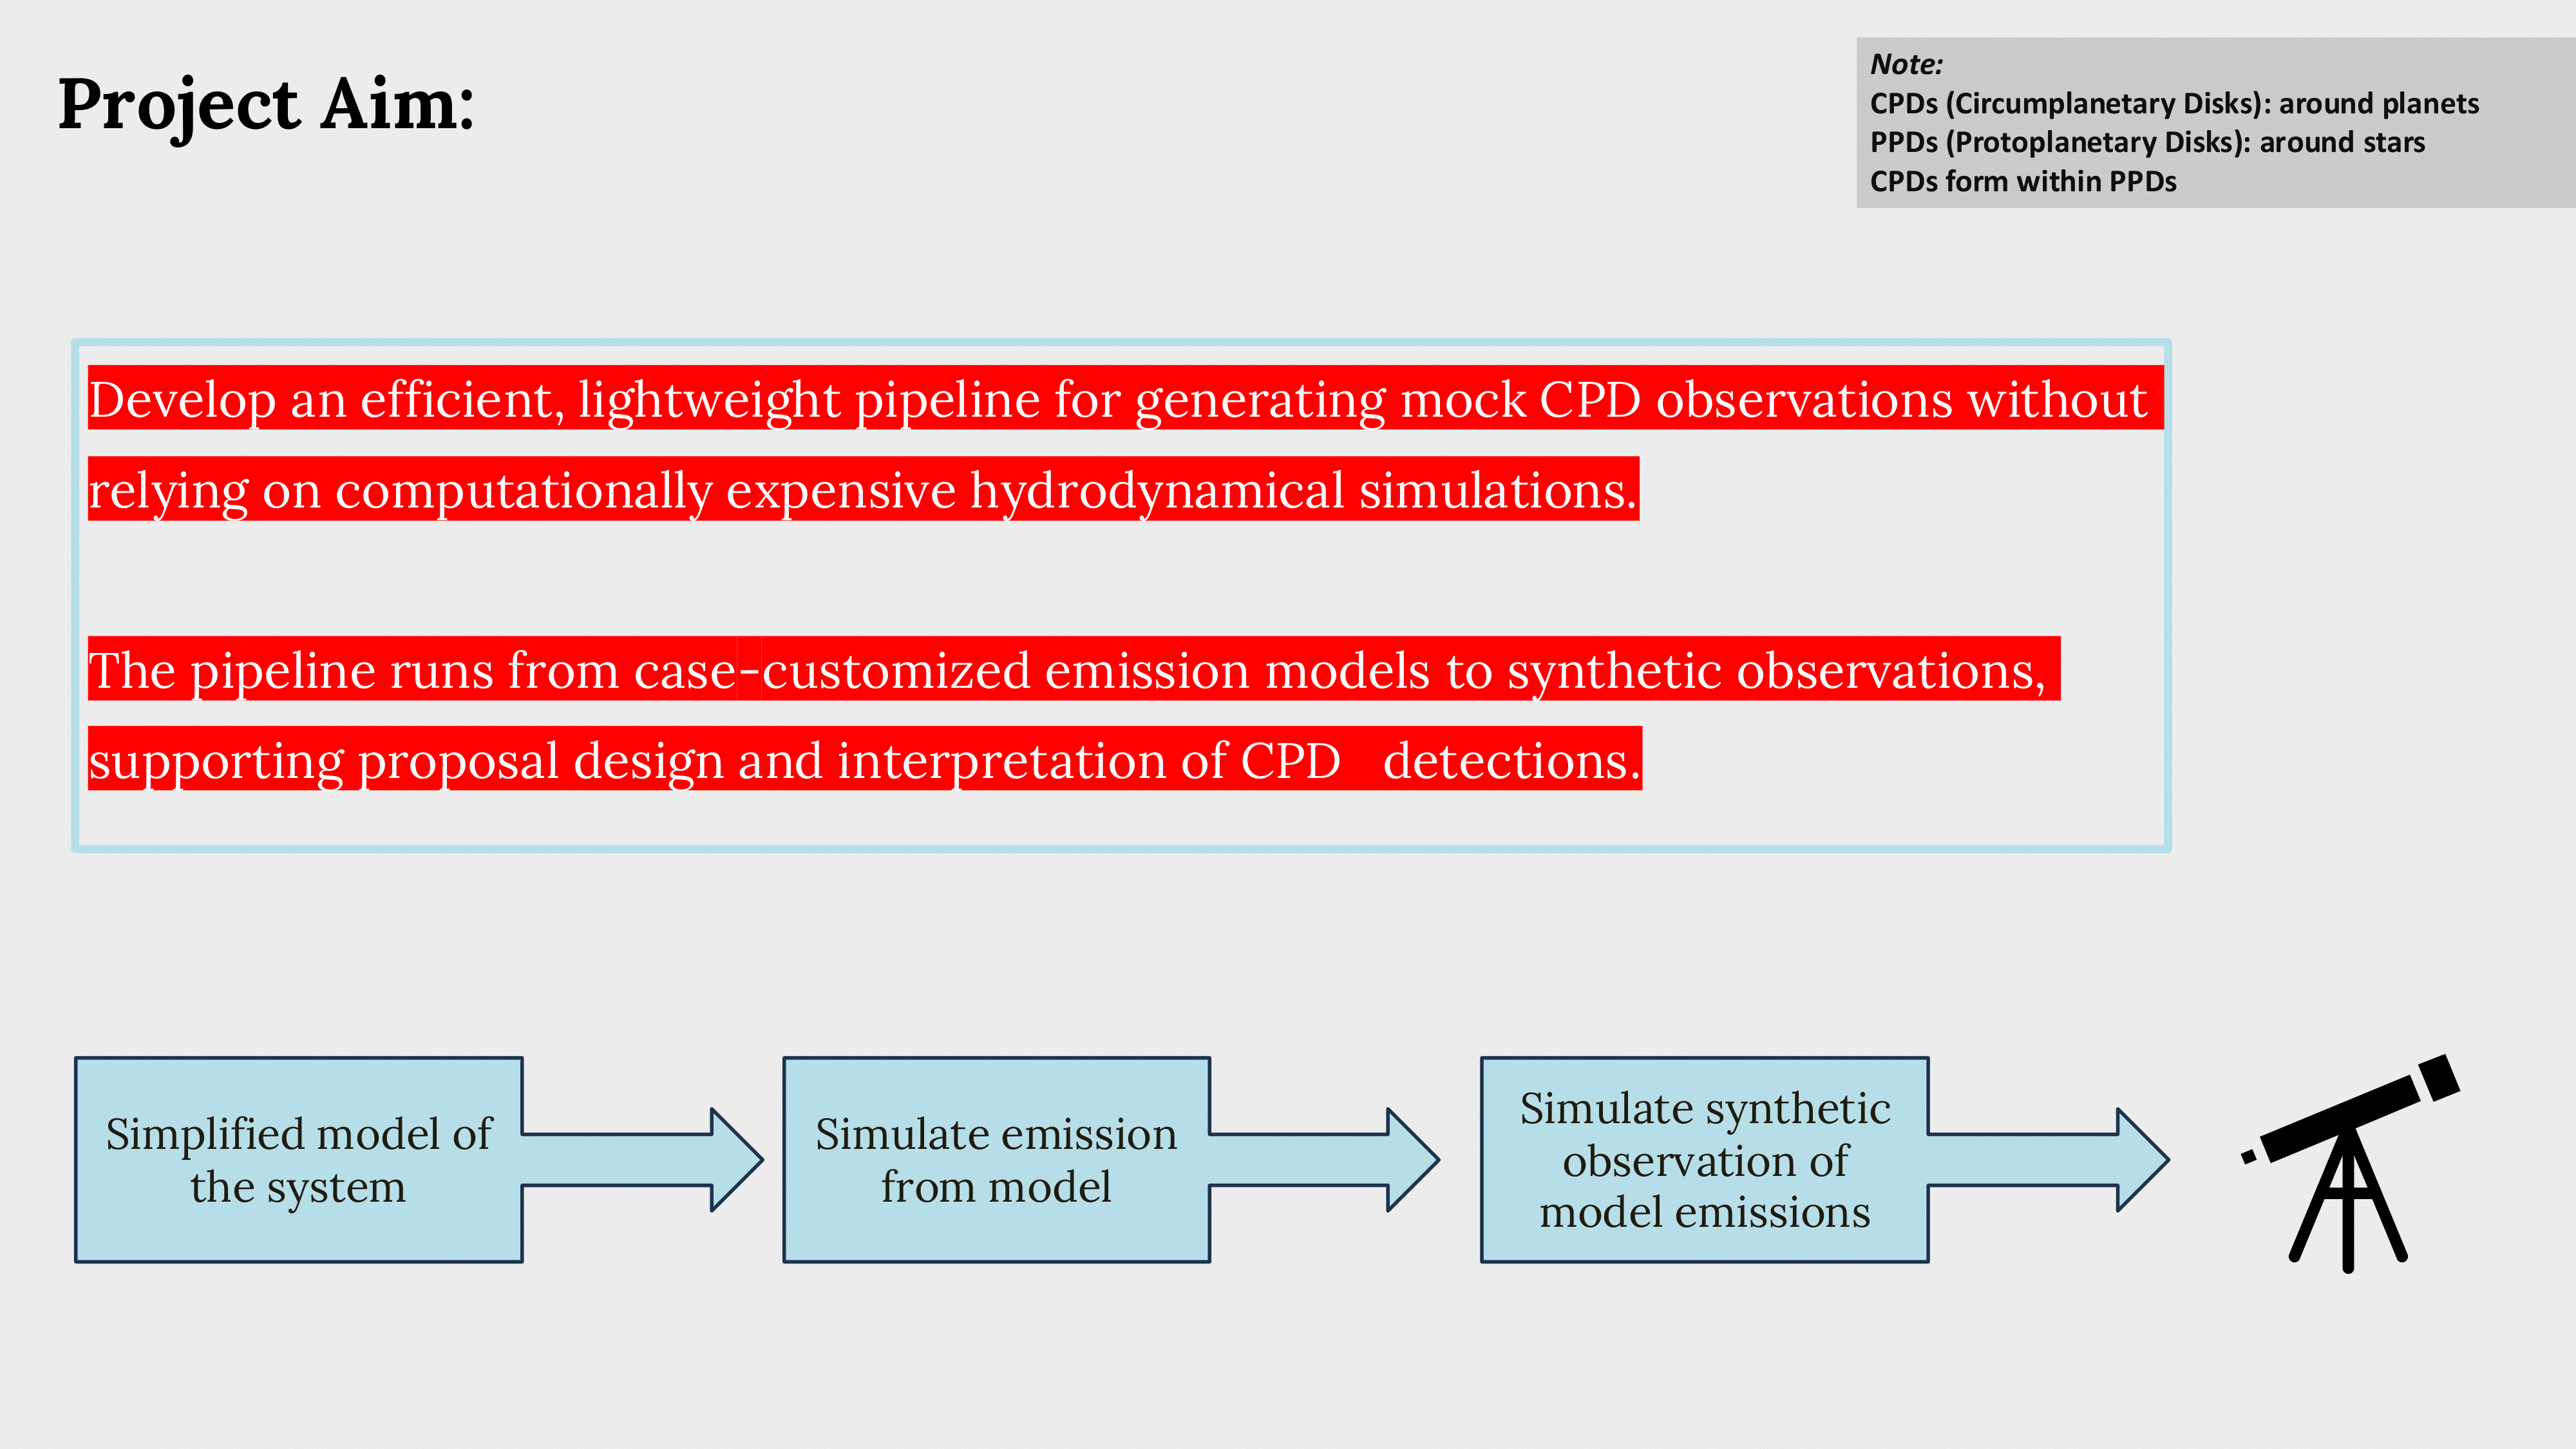 Project Aim:
Note:
CPDs (Circumplanetary Disks): around planets
PPDs (Protoplanetary Disks): around stars
CPDs form within PPDs
Develop an efficient, lightweight pipeline for generating mock CPD observations without
relying on computationally expensive hydrodynamical simulations.
The pipeline runs from case-customized emission models to synthetic observations,
supporting proposal design and interpretation of CPD   detections.
Simplified model of
the system
Simulate emission
from model
Simulate synthetic
observation of
model emissions